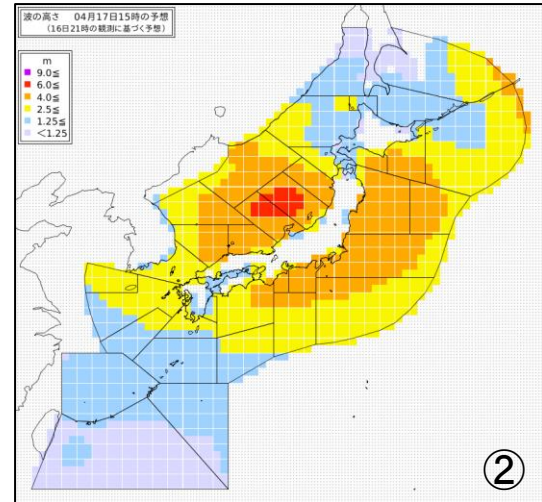 波の高さ 04月17日15時の予想
(16日21時の観測に基づく予想)
m
9.0≦
6.0≦
4.0≦
2.5≦
1.25≦
<1.25
②